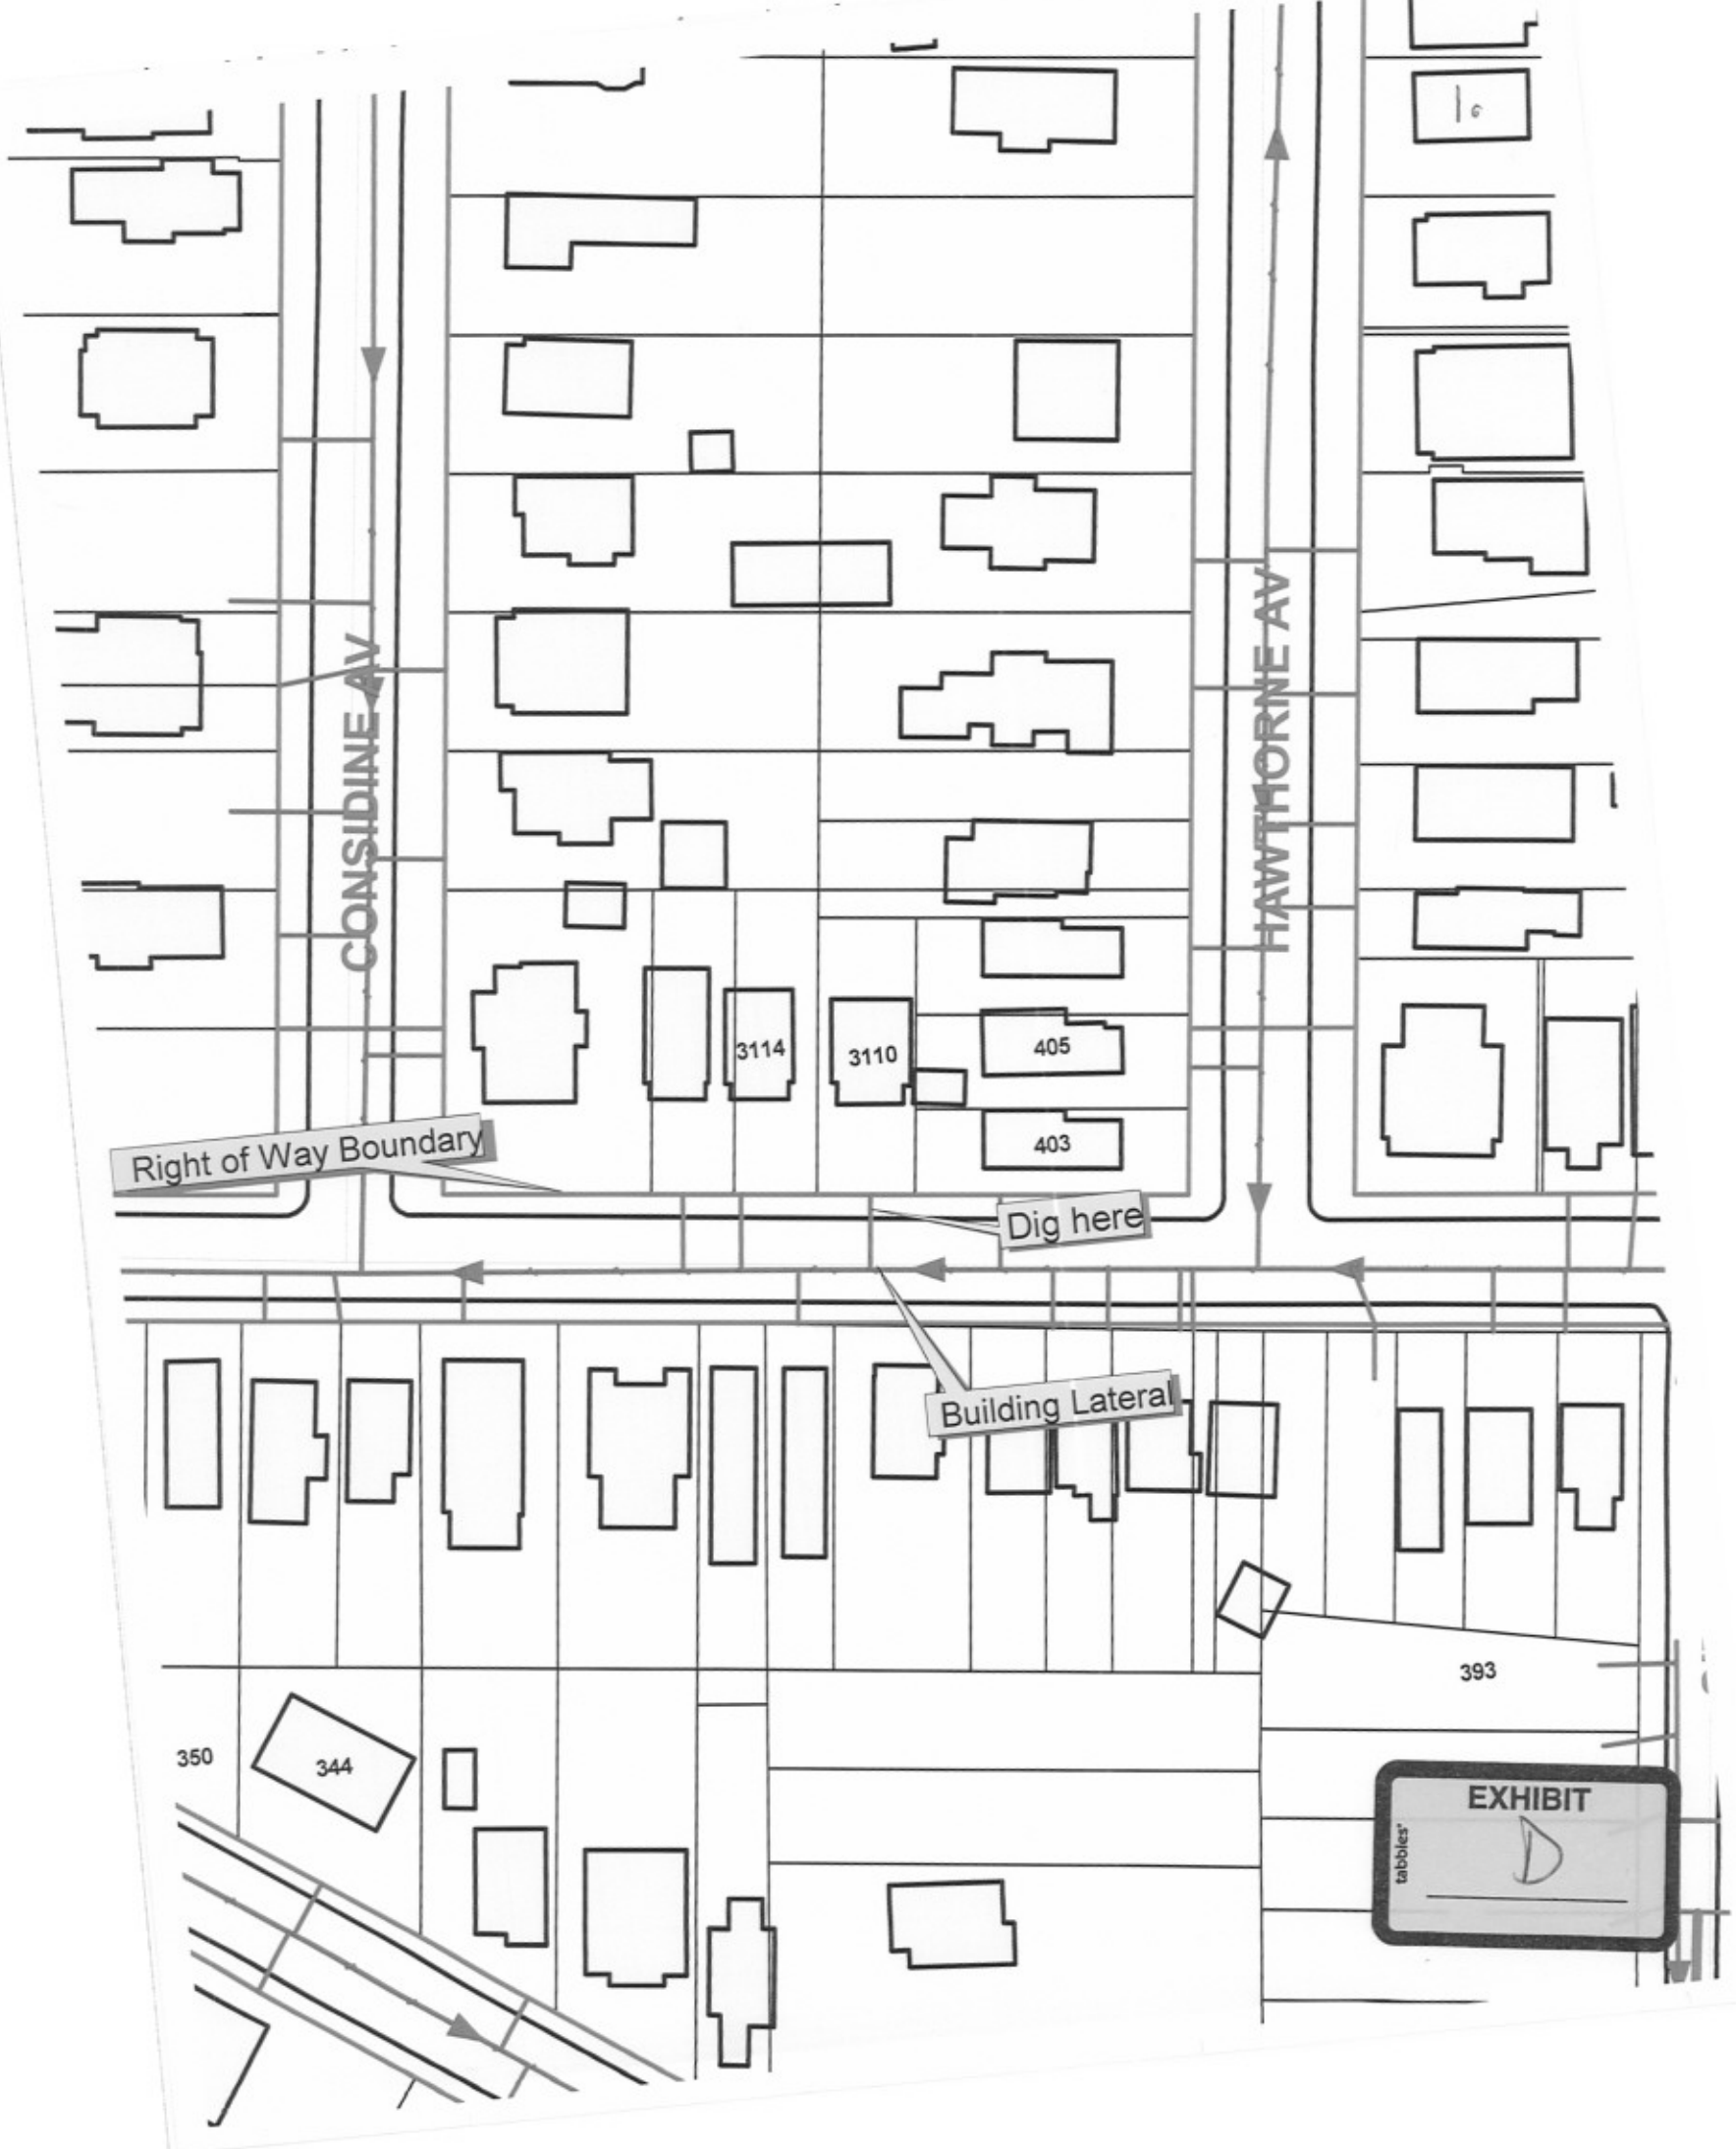 CONSIDINE AV
HAWTHORNE AV
3114
3110
405
403
Right of Way Boundary
Dig here
Building Lateral
393
350
344
EXHIBIT
D
tabbies'